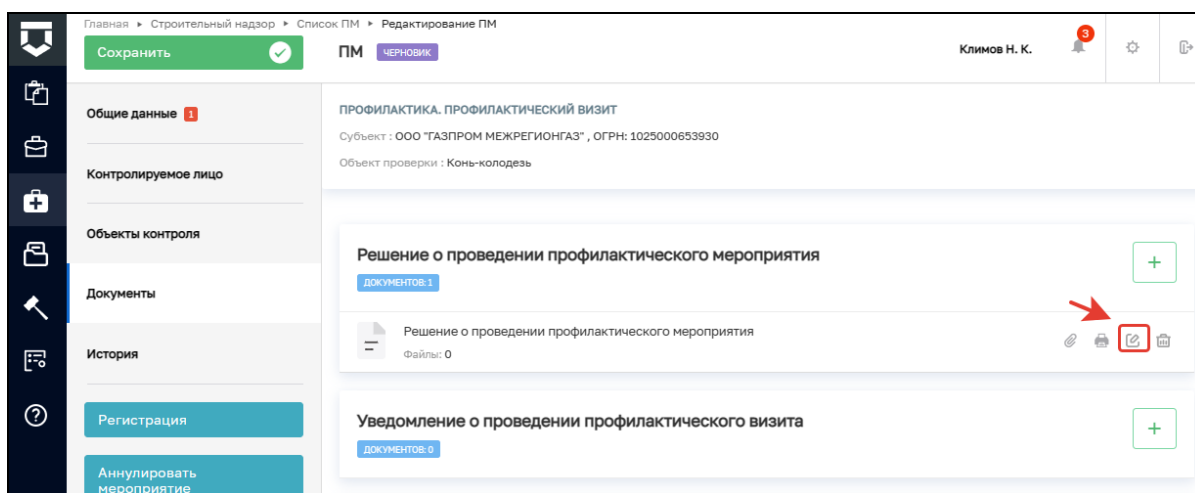 Главная ▸ Строительный надзор ▸ Список ПМ ▸ Редактирование ПМ
Сохранить
ПМ ЧЕРНОВИК
Климов Н. К.
3
Общие данные 1
Контролируемое лицо
Объекты контроля
Документы
История
Регистрация
Аннулировать
мероприятие
ПРОФИЛАКТИКА. ПРОФИЛАКТИЧЕСКИЙ ВИЗИТ
Субъект : ООО "ГАЗПРОМ МЕЖРЕГИОНГАЗ" , ОГРН: 1025000653930
Объект проверки : Конь-колодезь
Решение о проведении профилактического мероприятия
ДОКУМЕНТОВ: 1
Решение о проведении профилактического мероприятия
Файлы: 0
Уведомление о проведении профилактического визита
ДОКУМЕНТОВ: 0